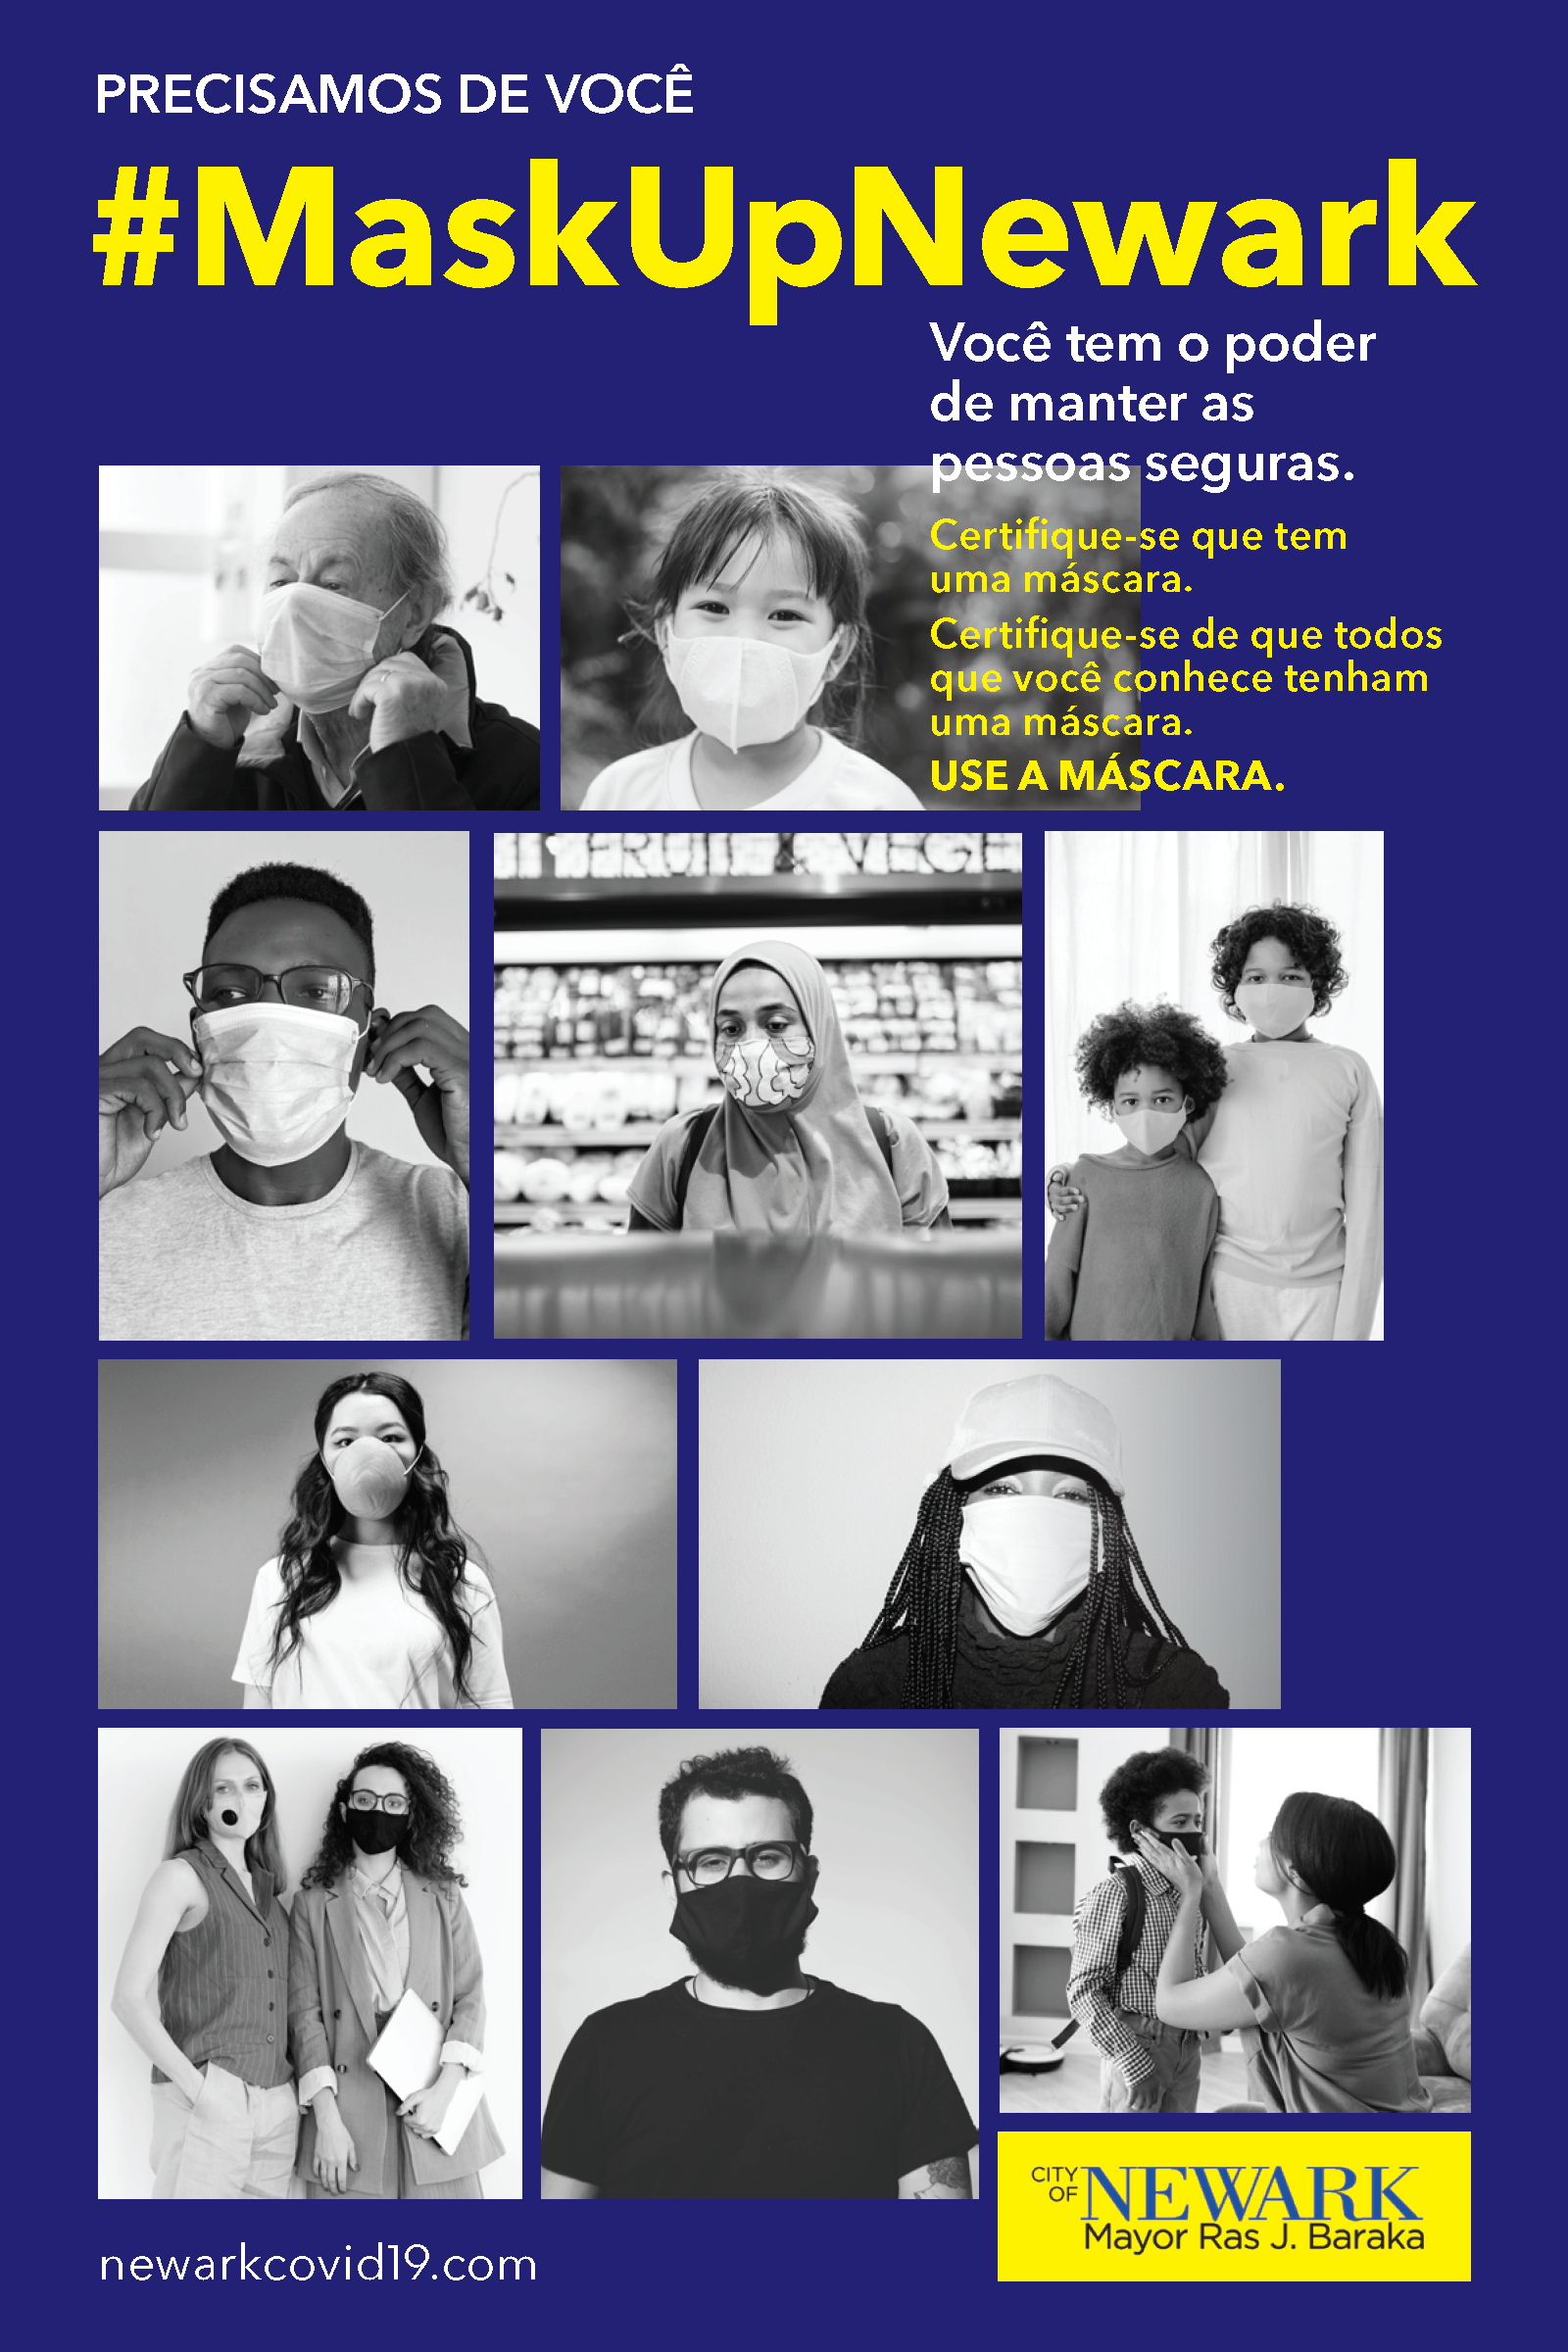 PRECISAMOS DE VOCÊ
#MaskUpNewark
Você tem o poder
de manter as
pessoas seguras.
Certifique-se que tem
uma máscara.
Certifique-se de que todos
que você conhece tenham
uma máscara.
USE A MÁSCARA.
newarkcovid19.com
CITY
OF
NEWARK
Mayor Ras J. Baraka